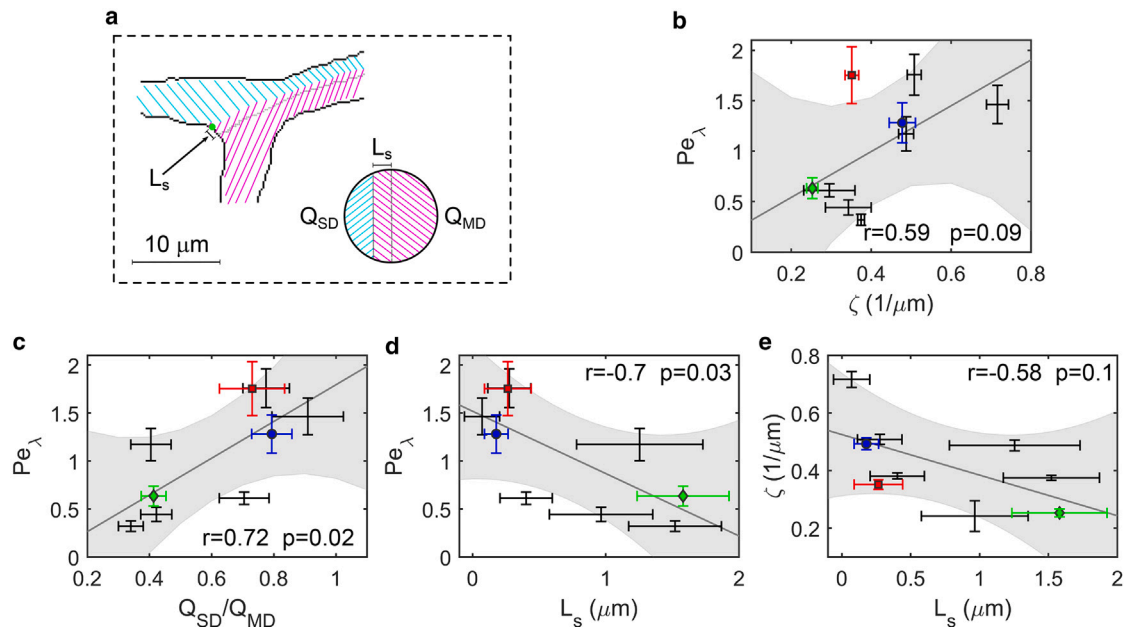 a
L_s
L_s
Q_SD
Q_MD
10 μm
b
2
1.5
1
0.5
0
Pe_λ
r=0.59 p=0.09
0.2 0.4 0.6 0.8
ζ (1/μm)
c
2
1.5
1
0.5
0
Pe_λ
r=0.72 p=0.02
0.2 0.4 0.6 0.8 1
Q_SD/Q_MD
d
r=-0.7 p=0.03
2
1.5
1
0.5
0
Pe_λ
0 1 2
L_s (μm)
e
r=-0.58 p=0.1
0.8
0.6
0.4
0.2
ζ (1/μm)
0 0.5 1 1.5 2
L_s (μm)